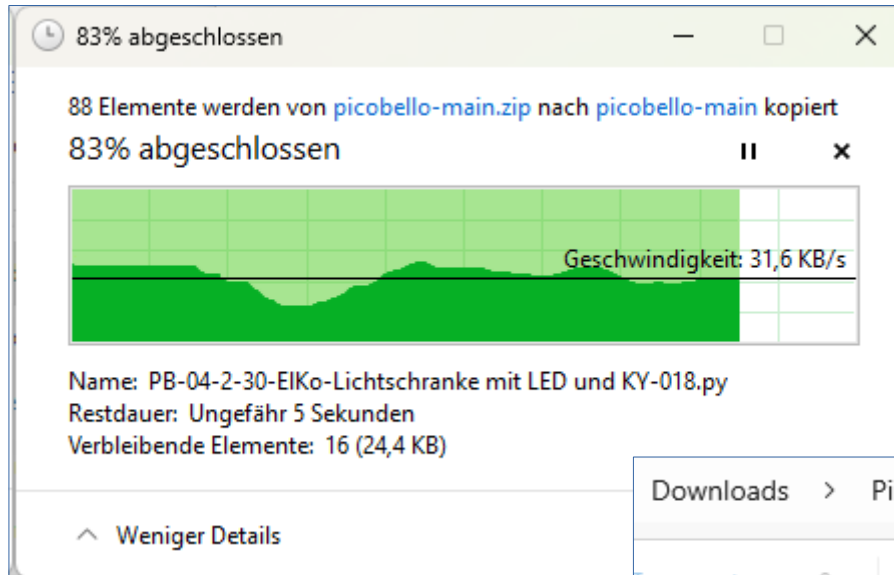 83% abgeschlossen
88 Elemente werden von picobello-main.zip nach picobello-main kopiert
83% abgeschlossen
Geschwindigkeit: 31,6 KB/s
Name: PB-04-2-30-ElKo-Lichtschranke mit LED und KY-018.py
Restdauer: Ungefähr 5 Sekunden
Verbleibende Elemente: 16 (24,4 KB)
Downloads > Pi
Weniger Details